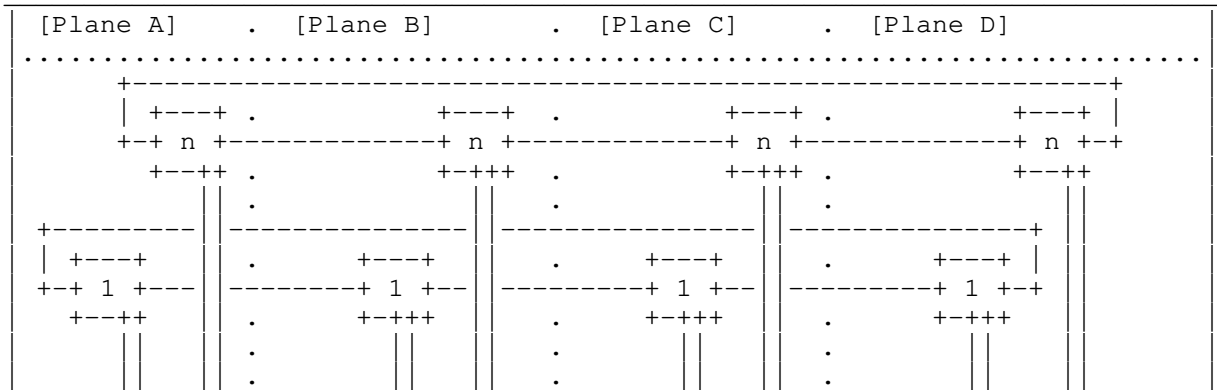 [Plane A] . [Plane B] . [Plane C] . [Plane D]
..........................................................................
+-------------------------------------------------------------+
| +---+ . +---+ . +---+ . +---+ |
+-+ n +-------------+ n +-------------+ n +-------------+ n +-+
+--++ . +-+++ . +-+++ . +--++
|| . || . || . ||
+---------||---------------||----------------||---------------+ ||
| +---+ || . +---+ || . +---+ || . +---+ | ||
+-+ 1 +---||--------+ 1 +--||---------+ 1 +--||---------+ 1 +-+ ||
+--++ || . +-+++ || . +-+++ || . +-+++ ||
|| || . || || . || || . || ||
|| || . || || . || || . || ||